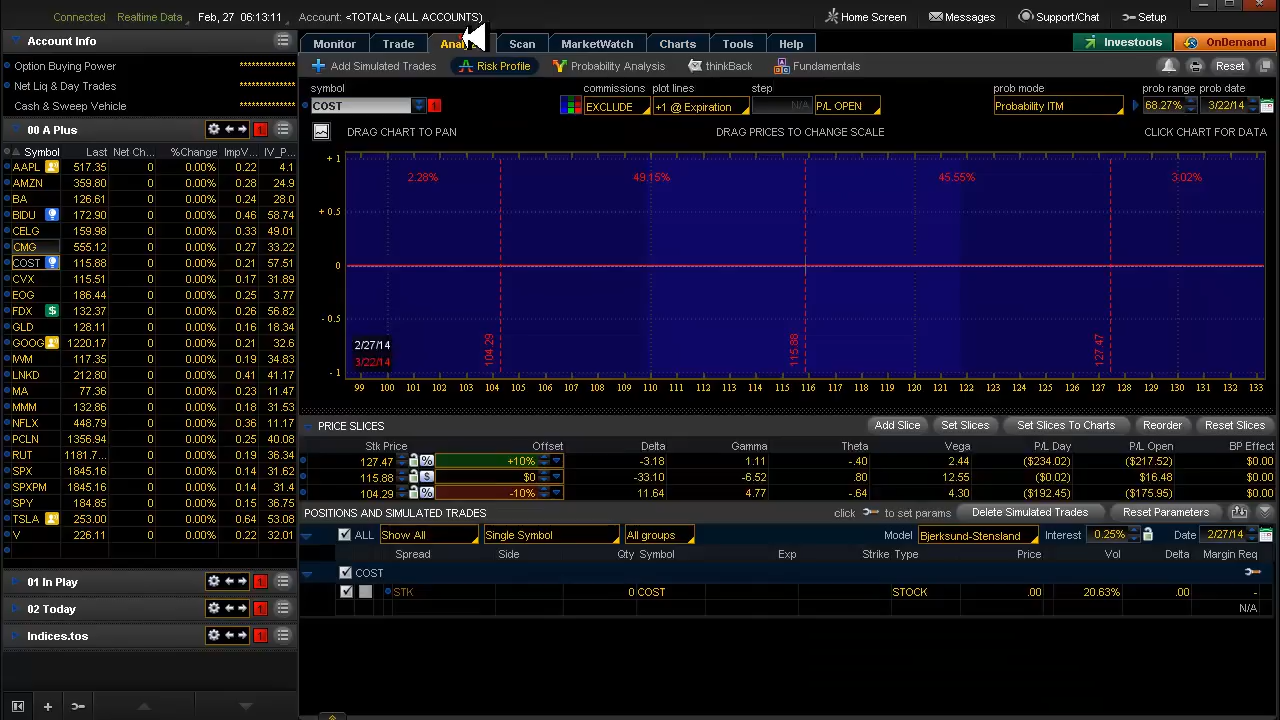 Connected Realtime Data Feb, 27 06:13:11 Account: <TOTAL> (ALL ACCOUNTS) Home Screen Messages Support/Chat Setup
Account Info
Option Buying Power ***************
Net Liq & Day Trades ***************
Cash & Sweep Vehicle ***************
00 A Plus 1
Symbol Last Net Ch... %Change ImpV... IV_P...
AAPL 517.35 0 0.00% 0.22 4.1
AMZN 359.80 0 0.00% 0.28 24.9
BA 126.61 0 0.00% 0.24 28.0
BIDU 172.90 0 0.00% 0.46 58.74
CELG 159.98 0 0.00% 0.33 49.01
CMG 555.12 0 0.00% 0.27 33.22
COST 115.88 0 0.00% 0.21 57.51
CVX 115.51 0 0.00% 0.17 31.89
EOG 186.44 0 0.00% 0.25 3.77
FDX $ 132.37 0 0.00% 0.26 56.82
GLD 128.11 0 0.00% 0.16 18.34
GOOG 1220.17 0 0.00% 0.21 32.6
IWM 117.35 0 0.00% 0.19 34.83
LNKD 212.80 0 0.00% 0.41 41.17
MA 77.36 0 0.00% 0.23 11.47
MMM 132.86 0 0.00% 0.18 31.53
NFLX 448.79 0 0.00% 0.36 11.17
PCLN 1356.94 0 0.00% 0.25 40.08
RUT 1181.7... 0 0.00% 0.19 36.34
SPX 1845.16 0 0.00% 0.14 31.62
SPXPM 1845.16 0 0.00% 0.14 31.4
SPY 184.85 0 0.00% 0.15 36.75
TSLA 253.00 0 0.00% 0.64 53.08
V 226.11 0 0.00% 0.22 32.01
01 In Play 1
02 Today 1
Indices.tos 1
Monitor Trade Scan MarketWatch Charts Tools Help Investools OnDemand
Add Simulated Trades Risk Profile Probability Analysis thinkBack Fundamentals Reset
symbol commissions plot lines step prob mode prob range prob date
COST 1 EXCLUDE +1 @ Expiration N/A P/L OPEN Probability ITM 68.27% 3/22/14
DRAG CHART TO PAN DRAG PRICES TO CHANGE SCALE CLICK CHART FOR DATA
+ 1
2.28% 49.15% 45.55% 3.02%
+ 0.5
0
- 0.5
2/27/14
3/22/14
104.29 115.88 127.47
- 1
99 100 101 102 103 104 105 106 107 108 109 110 111 112 113 114 115 116 117 118 119 120 121 122 123 124 125 126 127 128 129 130 131 132 133
PRICE SLICES Add Slice Set Slices Set Slices To Charts Reorder Reset Slices
Stk Price Offset Delta Gamma Theta Vega P/L Day P/L Open BP Effect
127.47 % +10% -3.18 1.11 -.40 2.44 ($234.02) ($217.52) $0.00
115.88 $ $0 -33.10 -6.52 .80 12.55 ($0.02) $16.48 $0.00
104.29 % -10% 11.64 4.77 -.64 4.30 ($192.45) ($175.95) $0.00
POSITIONS AND SIMULATED TRADES click to set params Delete Simulated Trades Reset Parameters
ALL Show All Single Symbol All groups Model Bjerksund-Stensland Interest 0.25% Date 2/27/14
Spread Side Qty Symbol Exp Strike Type Price Vol Delta Margin Req
COST
STK 0 COST STOCK .00 20.63% .00 -
N/A